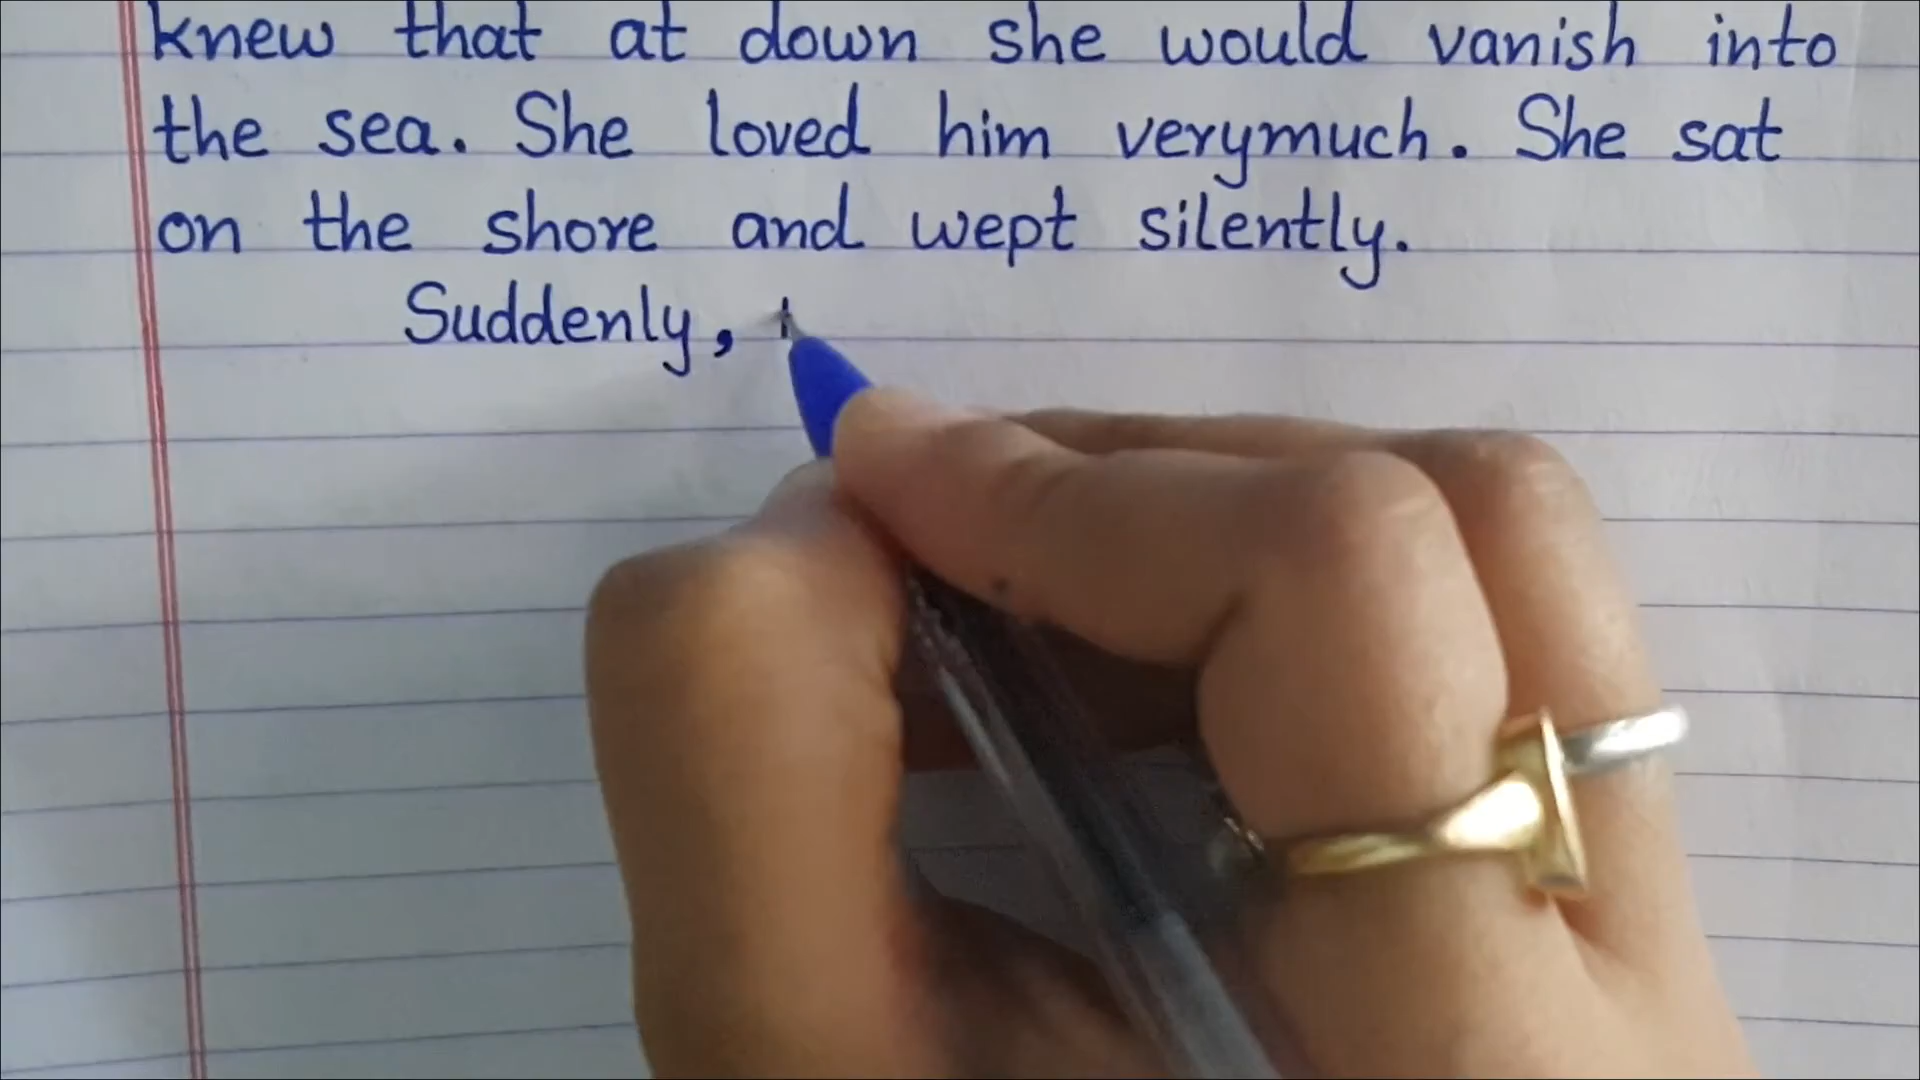 knew that at down she would vanish into
the sea. She loved him verymuch. She sat
on the shore and wept silently.
Suddenly,